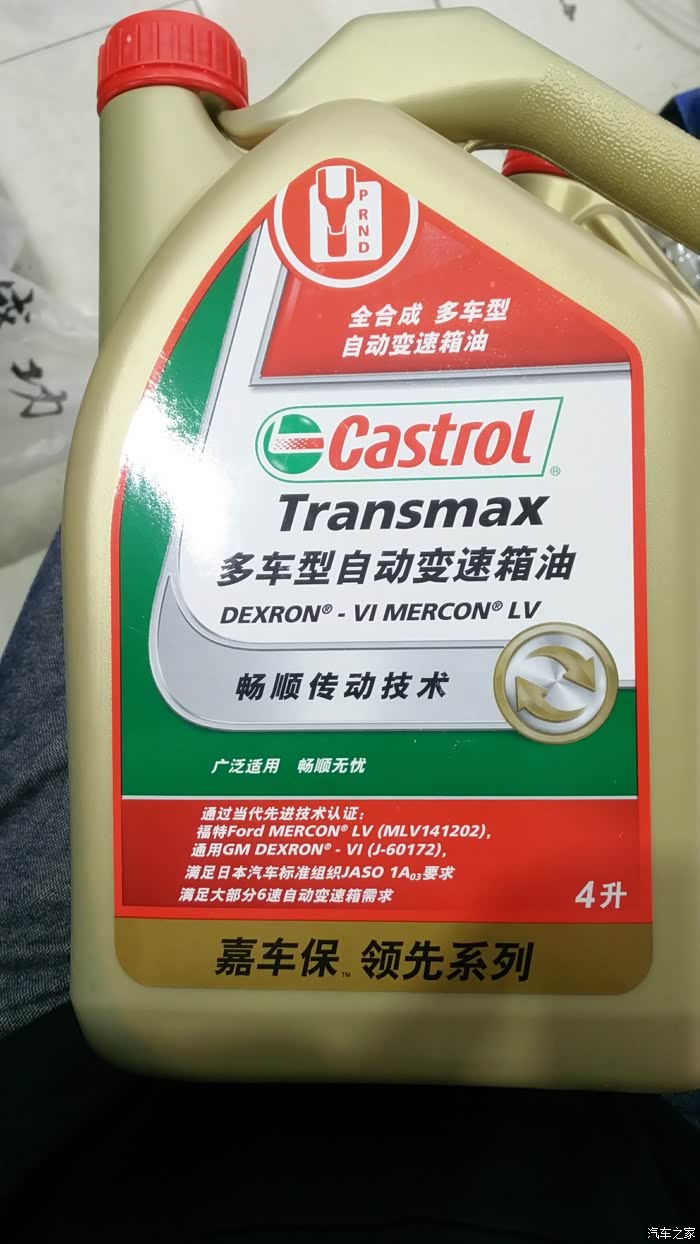 P
R
N
D
全合成 多车型
自动变速箱油
Castrol®
Transmax
多车型自动变速箱油
DEXRON® - VI MERCON® LV
畅顺传动技术
广泛适用 畅顺无忧
通过当代先进技术认证：
福特Ford MERCON® LV (MLV141202),
通用GM DEXRON® - VI (J-60172),
满足日本汽车标准组织JASO 1A03要求
满足大部分6速自动变速箱需求
4升
嘉车保™ 领先系列
汽车之家